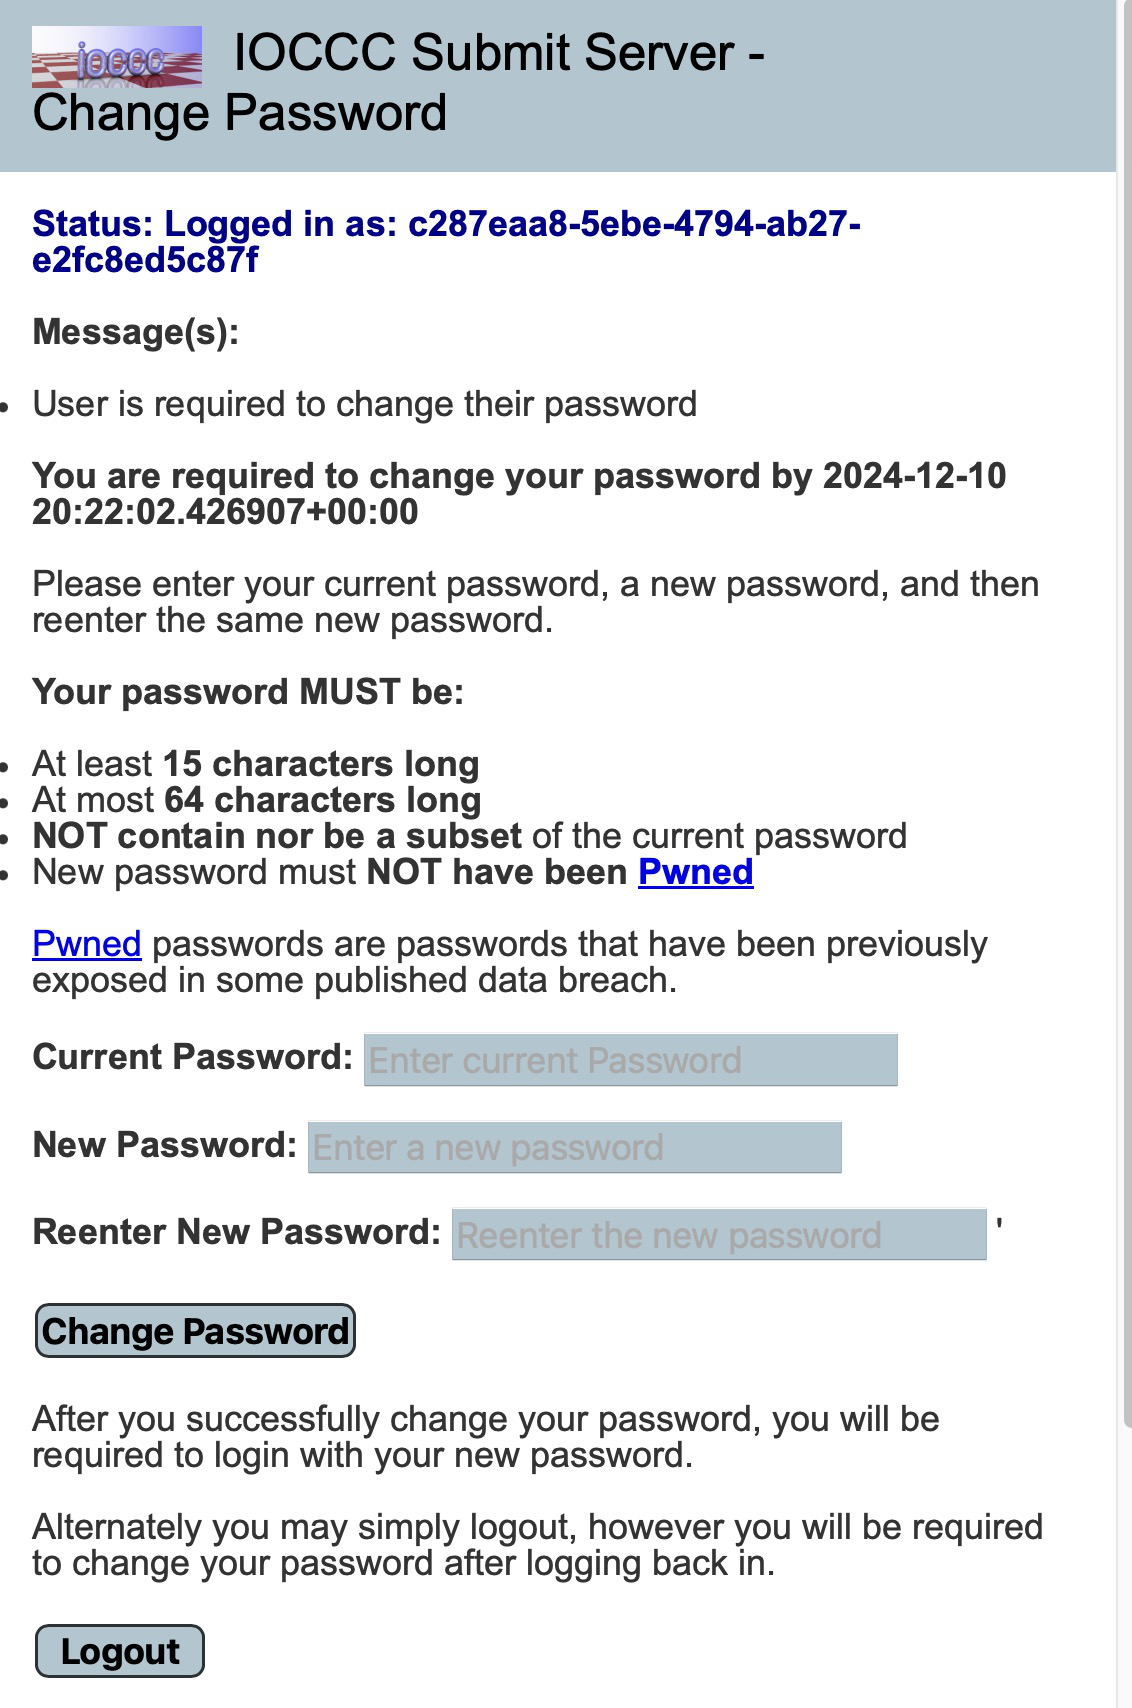 ioccc
IOCCC Submit Server -
Change Password
Status: Logged in as: c287eaa8-5ebe-4794-ab27-
e2fc8ed5c87f
Message(s):
• User is required to change their password
You are required to change your password by 2024-12-10
20:22:02.426907+00:00
Please enter your current password, a new password, and then
reenter the same new password.
Your password MUST be:
• At least 15 characters long
• At most 64 characters long
• NOT contain nor be a subset of the current password
• New password must NOT have been Pwned
Pwned passwords are passwords that have been previously
exposed in some published data breach.
Current Password: Enter current Password
New Password: Enter a new password
Reenter New Password: Reenter the new password '
Change Password
After you successfully change your password, you will be
required to login with your new password.
Alternately you may simply logout, however you will be required
to change your password after logging back in.
Logout